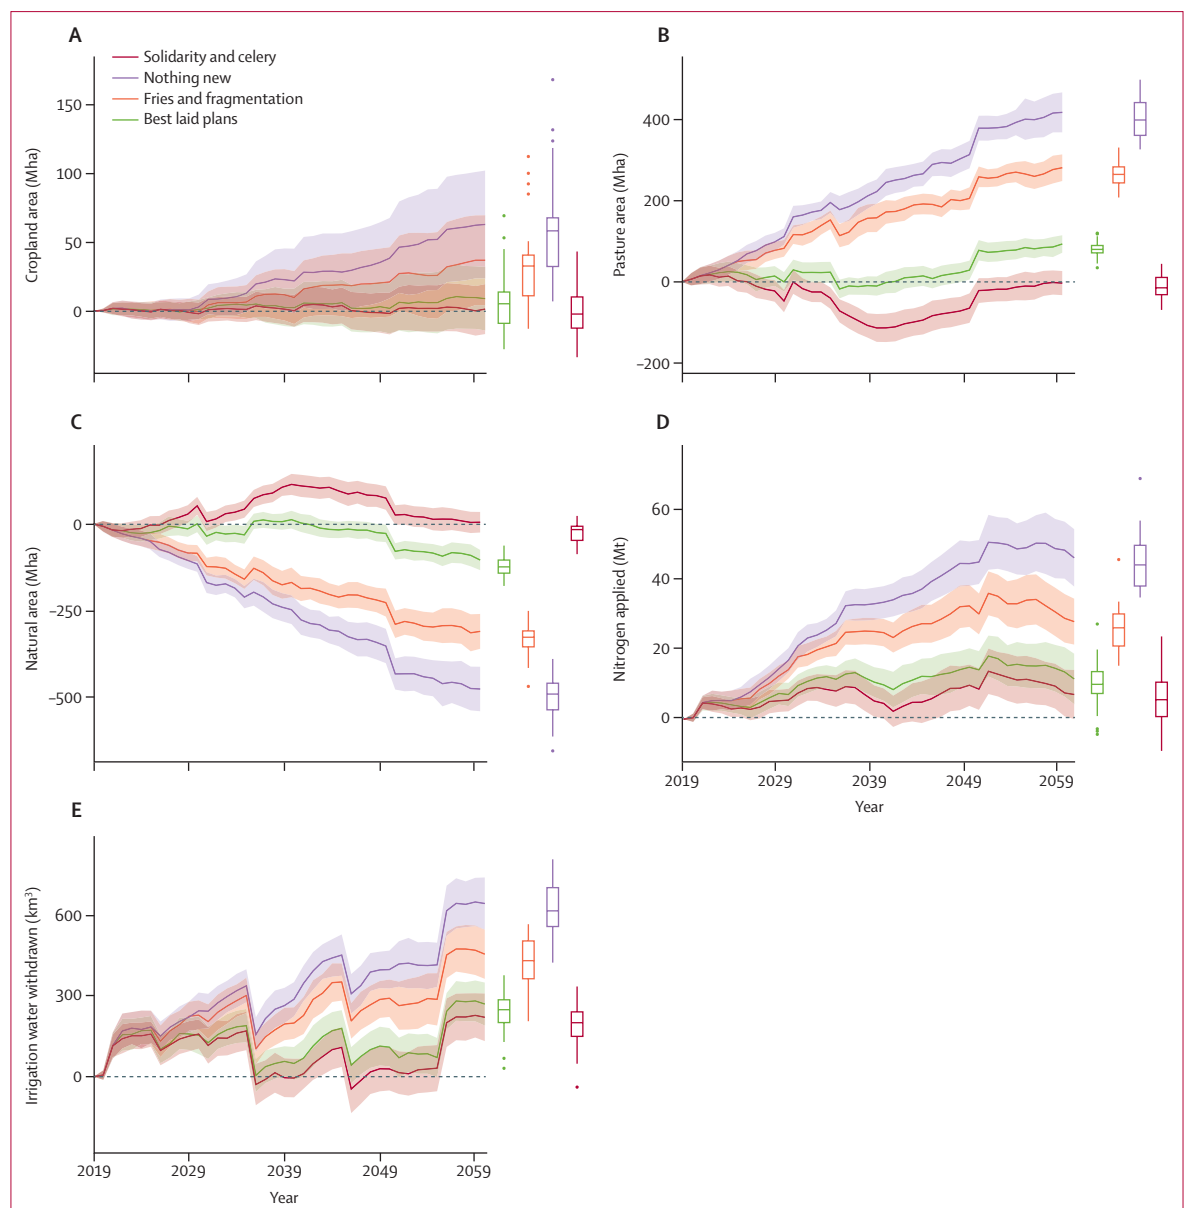 A
Solidarity and celery
Nothing new
Fries and fragmentation
Best laid plans
Cropland area (Mha)
150
100
50
0
B
Pasture area (Mha)
400
200
0
–200
C
Natural area (Mha)
0
–250
–500
D
Nitrogen applied (Mt)
60
40
20
0
2019
2029
2039
2049
2059
Year
E
Irrigation water withdrawn (km³)
600
300
0
2019
2029
2039
2049
2059
Year